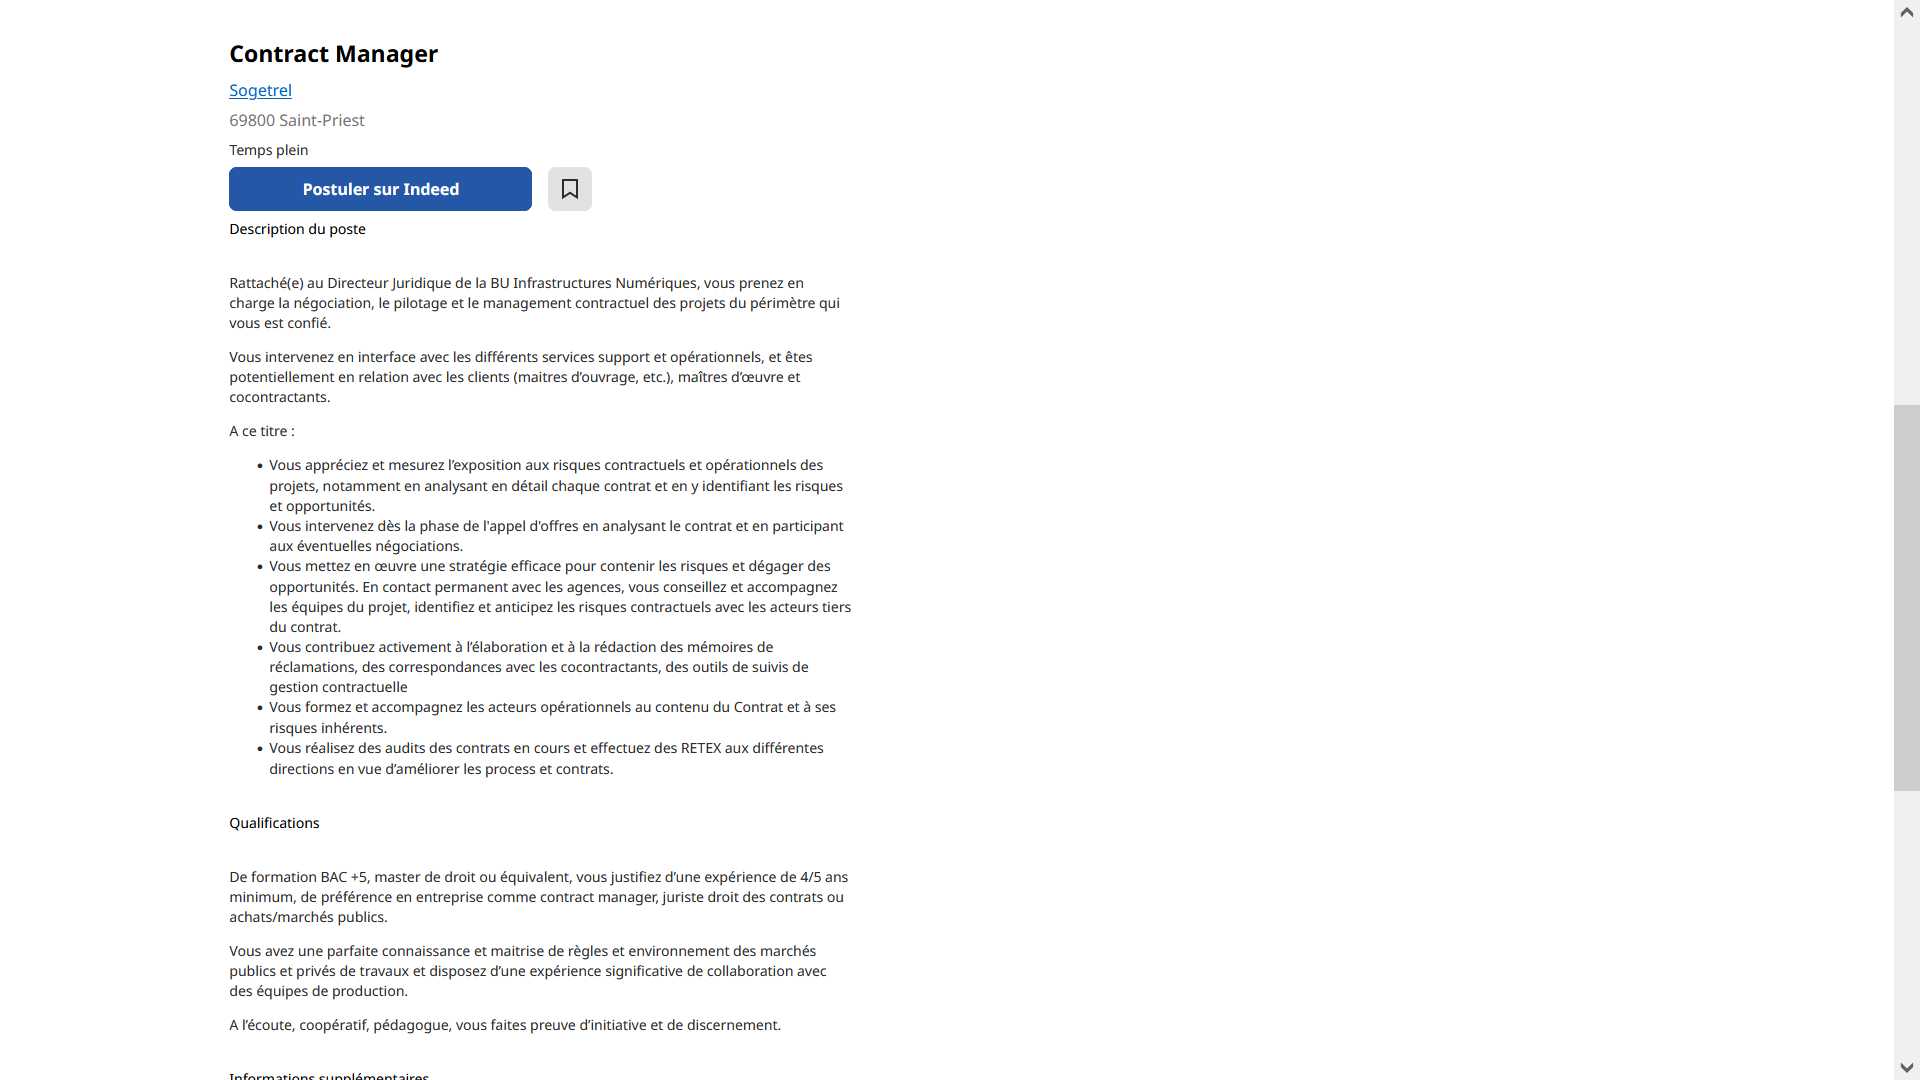 Contract Manager
Sogetrel
69800 Saint-Priest
Temps plein
Postuler sur Indeed
Description du poste
Rattaché(e) au Directeur Juridique de la BU Infrastructures Numériques, vous prenez en
charge la négociation, le pilotage et le management contractuel des projets du périmètre qui
vous est confié.
Vous intervenez en interface avec les différents services support et opérationnels, et êtes
potentiellement en relation avec les clients (maitres d’ouvrage, etc.), maîtres d’œuvre et
cocontractants.
A ce titre :
• Vous appréciez et mesurez l’exposition aux risques contractuels et opérationnels des
projets, notamment en analysant en détail chaque contrat et en y identifiant les risques
et opportunités.
• Vous intervenez dès la phase de l'appel d'offres en analysant le contrat et en participant
aux éventuelles négociations.
• Vous mettez en œuvre une stratégie efficace pour contenir les risques et dégager des
opportunités. En contact permanent avec les agences, vous conseillez et accompagnez
les équipes du projet, identifiez et anticipez les risques contractuels avec les acteurs tiers
du contrat.
• Vous contribuez activement à l’élaboration et à la rédaction des mémoires de
réclamations, des correspondances avec les cocontractants, des outils de suivis de
gestion contractuelle
• Vous formez et accompagnez les acteurs opérationnels au contenu du Contrat et à ses
risques inhérents.
• Vous réalisez des audits des contrats en cours et effectuez des RETEX aux différentes
directions en vue d’améliorer les process et contrats.
Qualifications
De formation BAC +5, master de droit ou équivalent, vous justifiez d’une expérience de 4/5 ans
minimum, de préférence en entreprise comme contract manager, juriste droit des contrats ou
achats/marchés publics.
Vous avez une parfaite connaissance et maitrise de règles et environnement des marchés
publics et privés de travaux et disposez d’une expérience significative de collaboration avec
des équipes de production.
A l’écoute, coopératif, pédagogue, vous faites preuve d’initiative et de discernement.
Informations supplémentaires